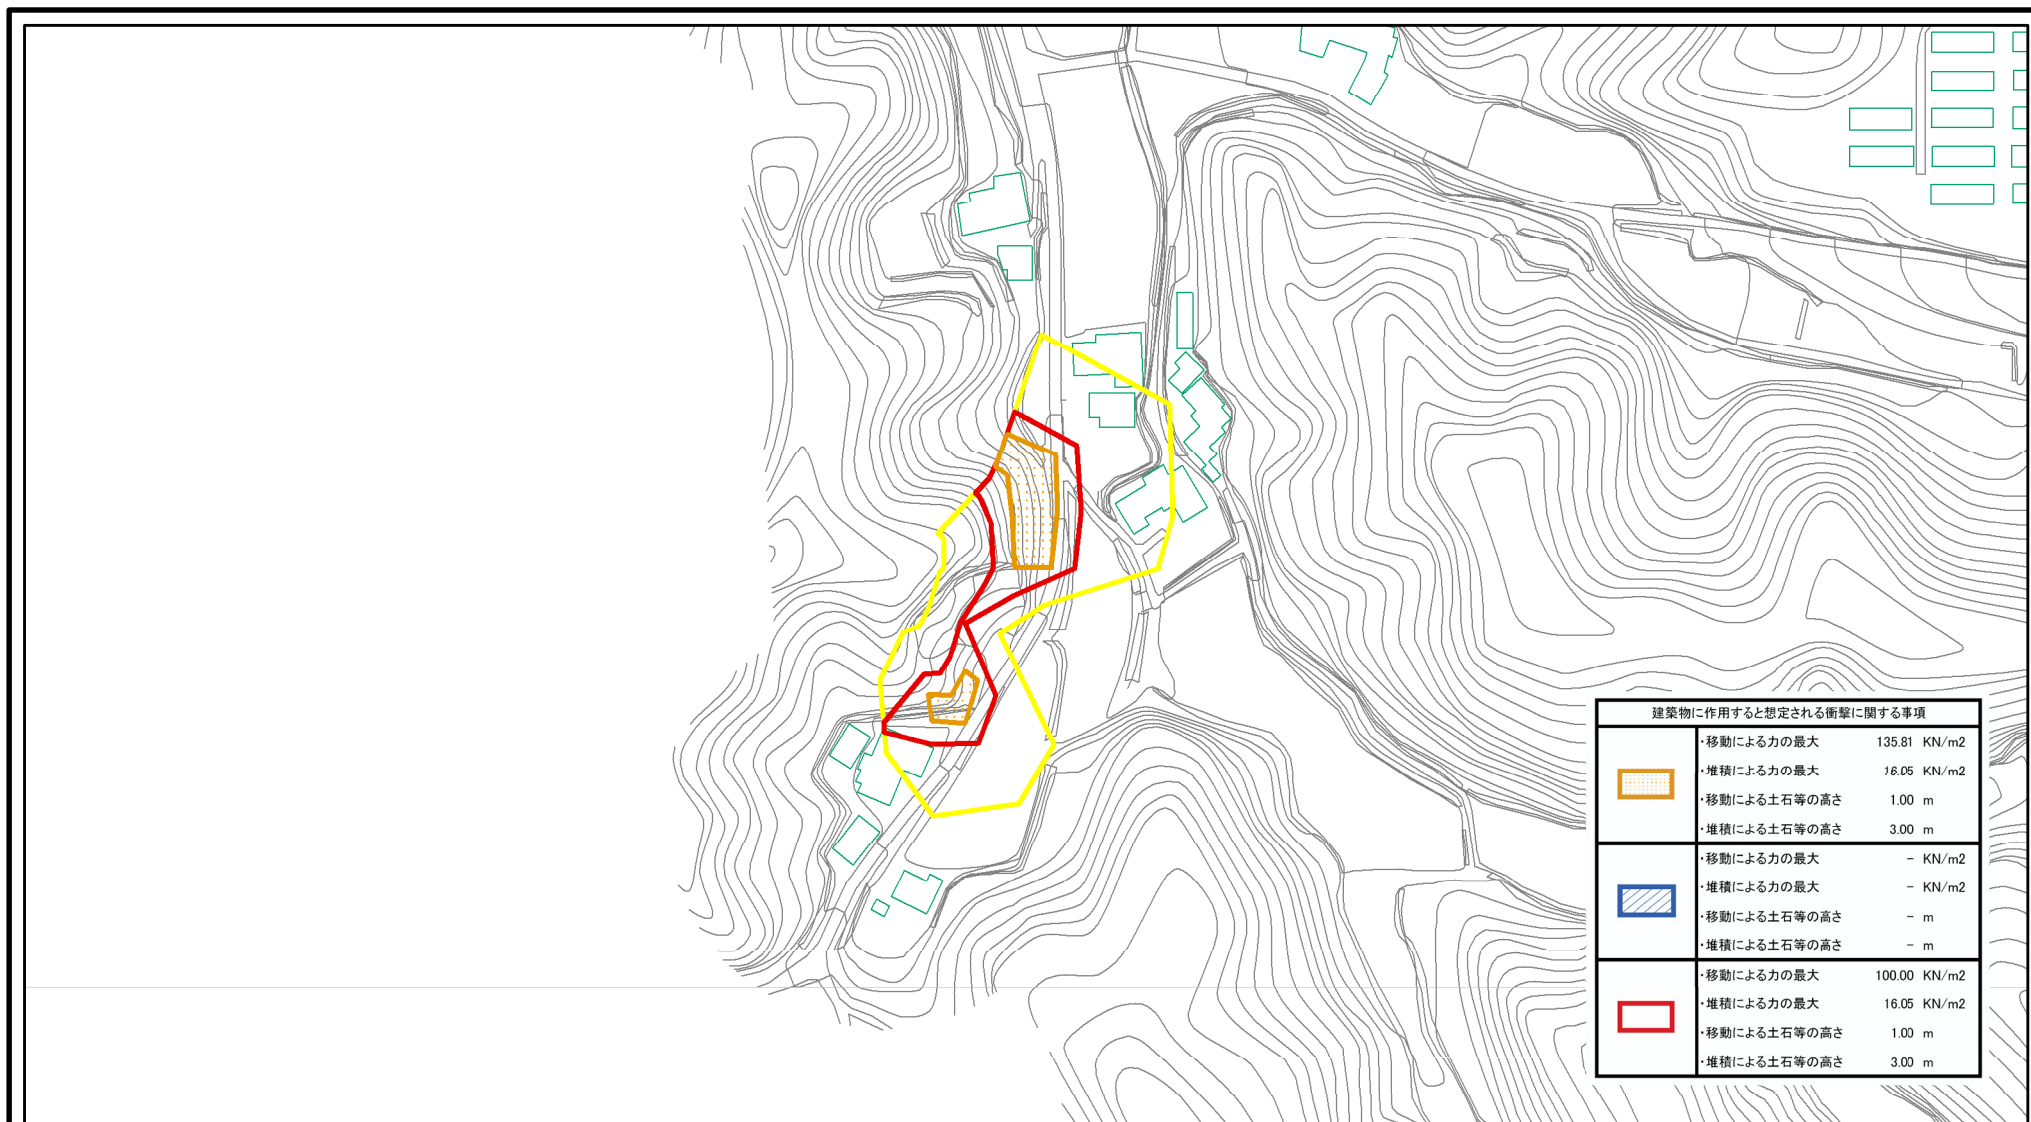 建築物に作用すると想定される衝撃に関する事項
・移動による力の最大 135.81 KN/m2
・堆積による力の最大 16.05 KN/m2
・移動による土石等の高さ 1.00 m
・堆積による土石等の高さ 3.00 m
・移動による力の最大 - KN/m2
・堆積による力の最大 - KN/m2
・移動による土石等の高さ - m
・堆積による土石等の高さ - m
・移動による力の最大 100.00 KN/m2
・堆積による力の最大 16.05 KN/m2
・移動による土石等の高さ 1.00 m
・堆積による土石等の高さ 3.00 m